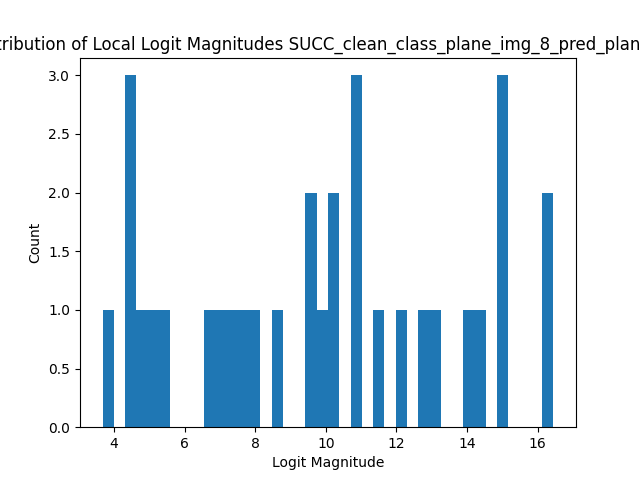 tribution of Local Logit Magnitudes SUCC_clean_class_plane_img_8_pred_plan
3.0
2.5
2.0
1.5
1.0
0.5
0.0
Count
4 6 8 10 12 14 16
Logit Magnitude